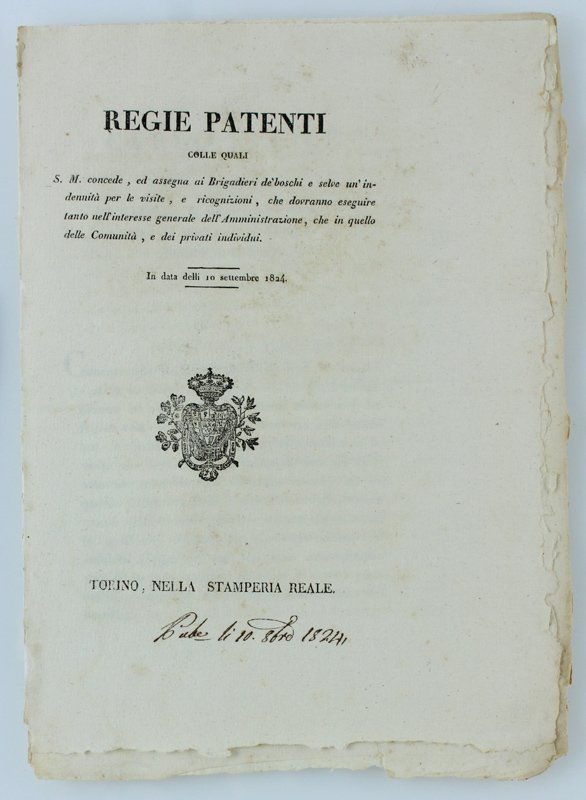 REGIE PATENTI
COLLE QUALI
S. M. concede, ed assegna ai Brigadieri de' boschi e selve un' in-
dennità per le visite, e ricognizioni, che dovranno eseguire
tanto nell'interesse generale dell'Amministrazione, che in quello
delle Comunità, e dei privati individui.
In data delli 10 settembre 1824.
TORINO, NELLA STAMPERIA REALE.
li 10. 8bre 1824